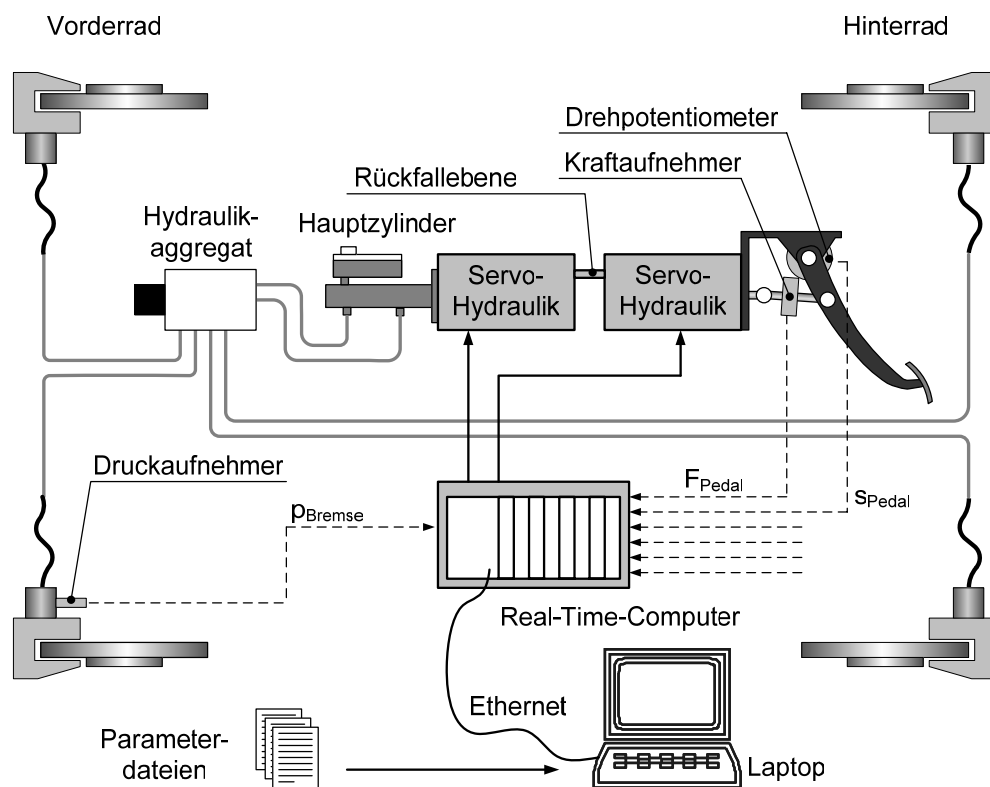 Vorderrad
Hinterrad
Drehpotentiometer
Kraftaufnehmer
Rückfallebene
Hydraulik-
aggregat
Hauptzylinder
Servo-
Hydraulik
Servo-
Hydraulik
Druckaufnehmer
pBremse
FPedal
sPedal
Real-Time-Computer
Ethernet
Parameter-
dateien
Laptop